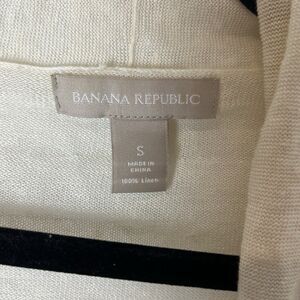 BANANA REPUBLIC
S
MADE IN
CHINA
100% Linen